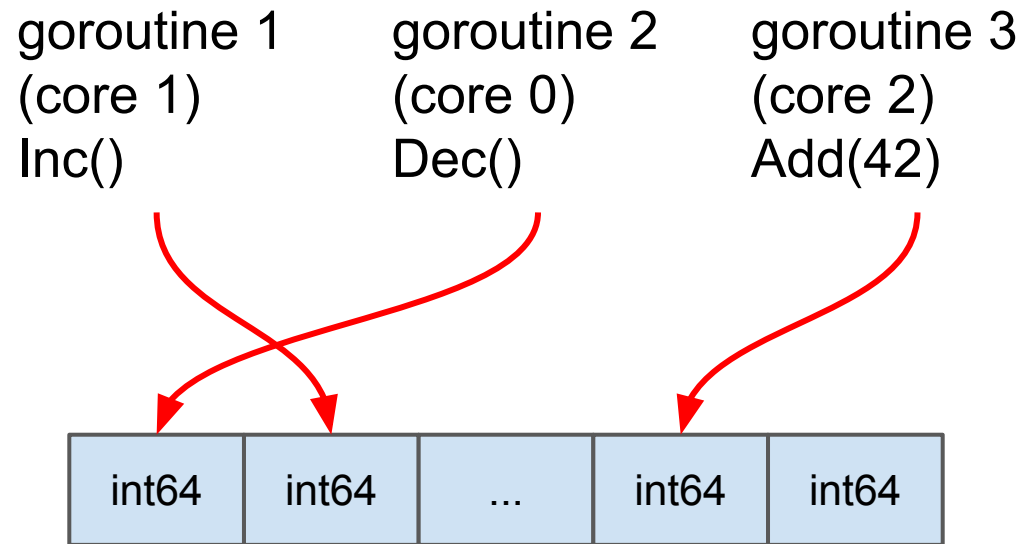 goroutine 1
(core 1)
Inc()
goroutine 2
(core 0)
Dec()
goroutine 3
(core 2)
Add(42)
int64
int64
...
int64
int64